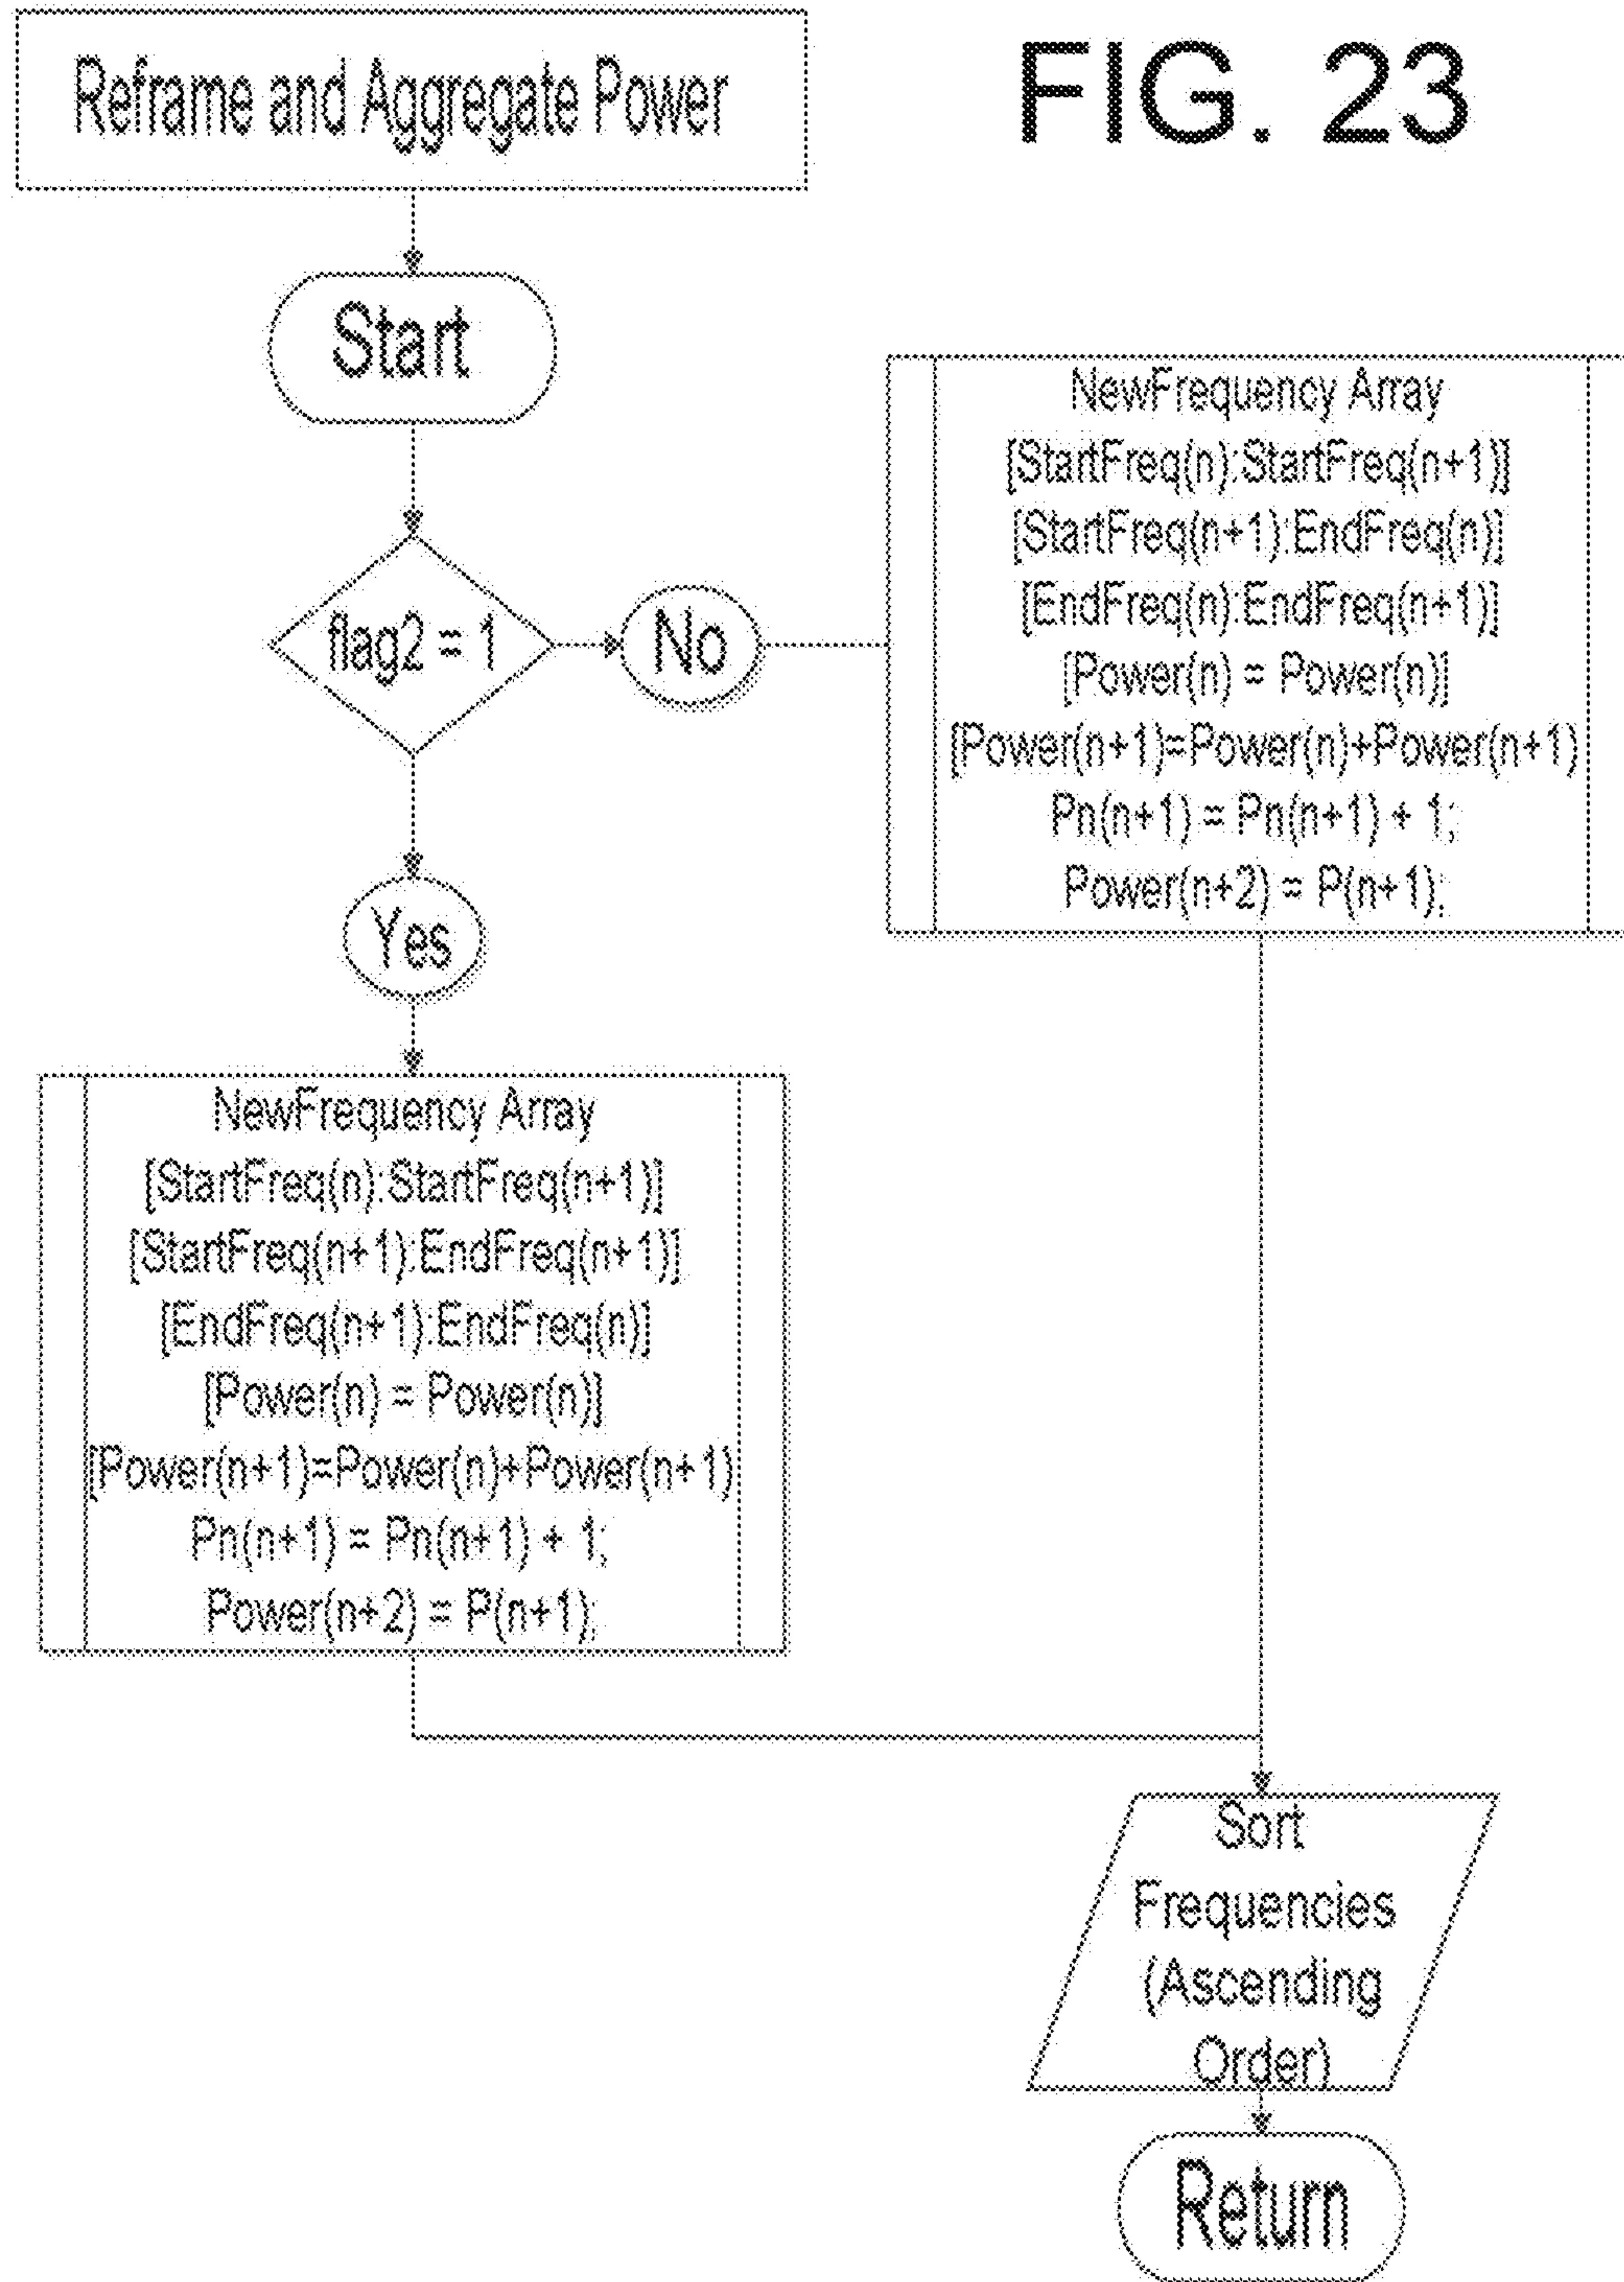 FIG. 23
Reframe and Aggregate Power
Start
flag2 = 1
No
NewFrequency Array
[StartFreq(n):StartFreq(n+1)]
[StartFreq(n+1):EndFreq(n)]
[EndFreq(n):EndFreq(n+1)]
[Power(n) = Power(n)]
[Power(n+1)=Power(n)+Power(n+1)
Pn(n+1) = Pn(n+1) + 1;
Power(n+2) = P(n+1);
Yes
NewFrequency Array
[StartFreq(n):StartFreq(n+1)]
[StartFreq(n+1):EndFreq(n+1)]
[EndFreq(n+1):EndFreq(n)]
[Power(n) = Power(n)]
[Power(n+1)=Power(n)+Power(n+1)
Pn(n+1) = Pn(n+1) + 1;
Power(n+2) = P(n+1);
Sort
Frequencies
(Ascending
Order)
Return